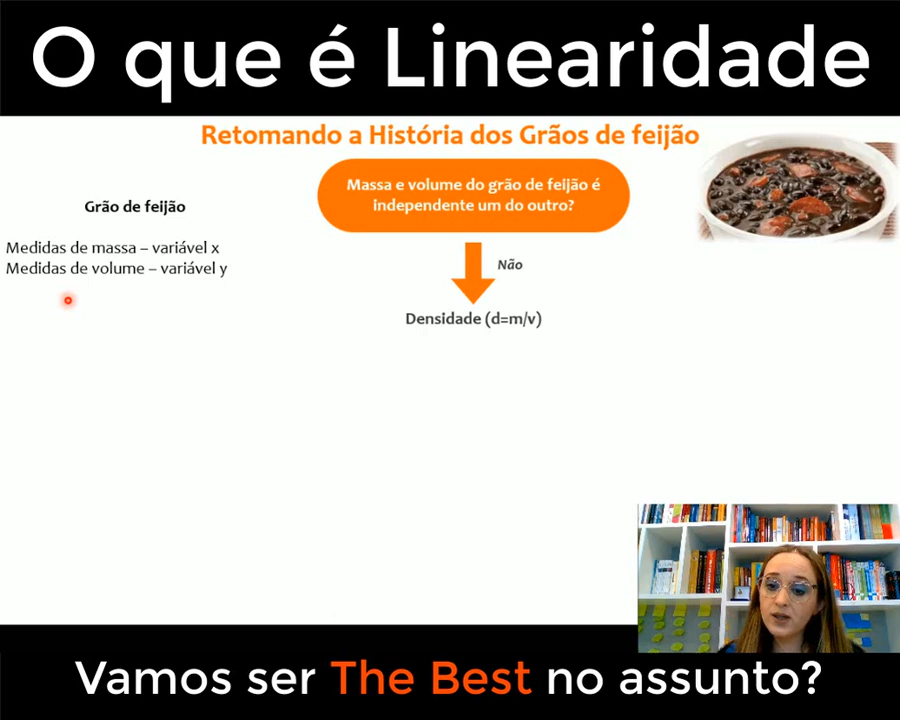 O que é Linearidade
Retomando a História dos Grãos de feijão
Massa e volume do grão de feijão é
independente um do outro?
Grão de feijão
Medidas de massa – variável x
Medidas de volume – variável y
Não
Densidade (d=m/v)
Vamos ser The Best no assunto?